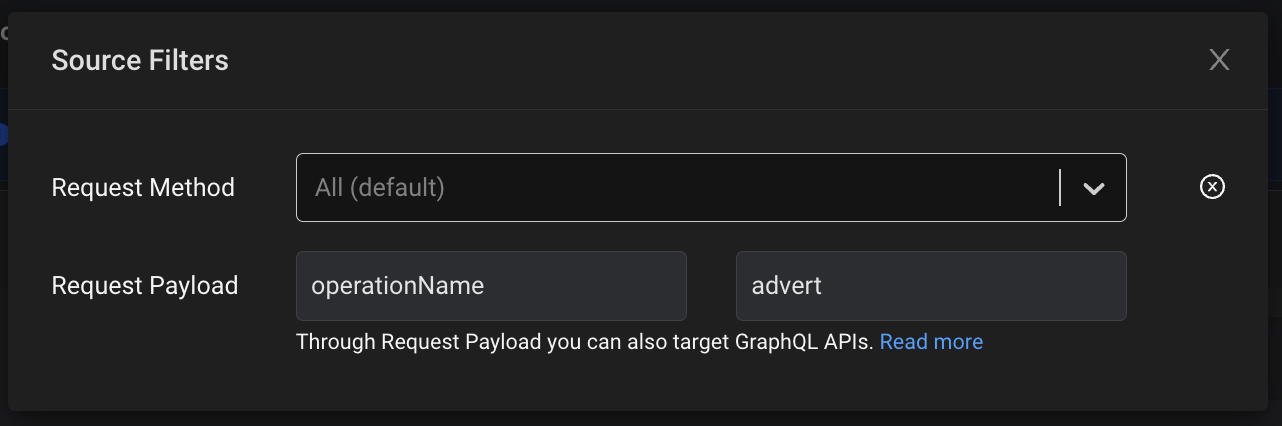 Source Filters
Request Method
All (default)
Request Payload
operationName
advert
Through Request Payload you can also target GraphQL APIs. Read more